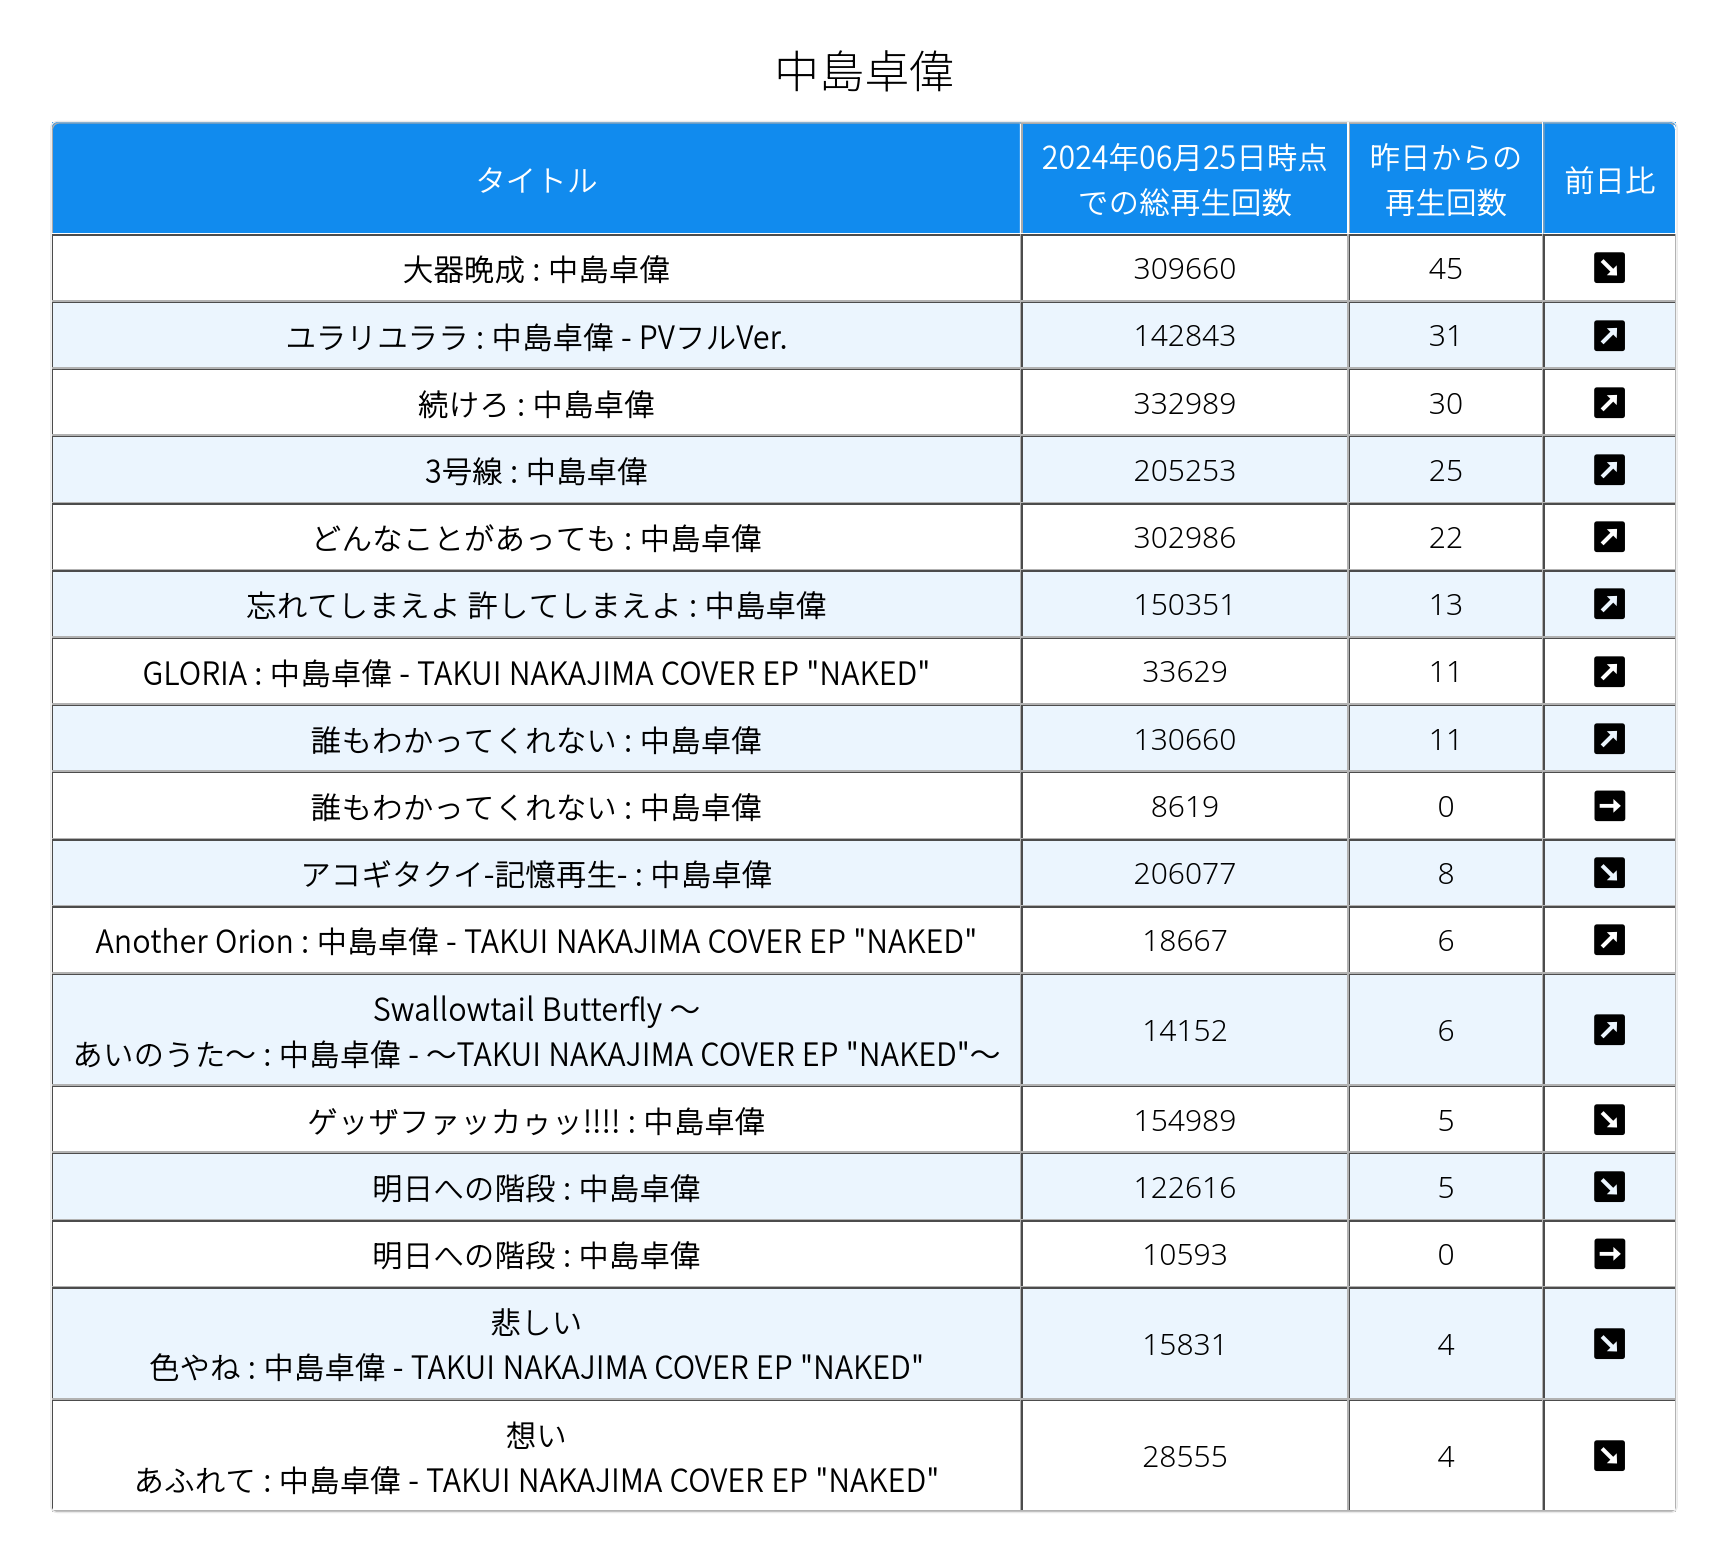 中島卓偉
タイトル
2024年06月25日時点
での総再生回数
昨日からの
再生回数
前日比
大器晩成 : 中島卓偉 309660 45 ↘
ユラリユララ : 中島卓偉 - PVフルVer. 142843 31 ↗
続けろ : 中島卓偉 332989 30 ↗
3号線 : 中島卓偉 205253 25 ↗
どんなことがあっても : 中島卓偉 302986 22 ↗
忘れてしまえよ 許してしまえよ : 中島卓偉 150351 13 ↗
GLORIA : 中島卓偉 - TAKUI NAKAJIMA COVER EP "NAKED" 33629 11 ↗
誰もわかってくれない : 中島卓偉 130660 11 ↗
誰もわかってくれない : 中島卓偉 8619 0 →
アコギタクイ-記憶再生- : 中島卓偉 206077 8 ↘
Another Orion : 中島卓偉 - TAKUI NAKAJIMA COVER EP "NAKED" 18667 6 ↗
Swallowtail Butterfly ～
あいのうた～ : 中島卓偉 - ～TAKUI NAKAJIMA COVER EP "NAKED"～ 14152 6 ↗
ゲッザファッカゥッ!!!! : 中島卓偉 154989 5 ↘
明日への階段 : 中島卓偉 122616 5 ↘
明日への階段 : 中島卓偉 10593 0 →
悲しい
色やね : 中島卓偉 - TAKUI NAKAJIMA COVER EP "NAKED" 15831 4 ↘
想い
あふれて : 中島卓偉 - TAKUI NAKAJIMA COVER EP "NAKED" 28555 4 ↘